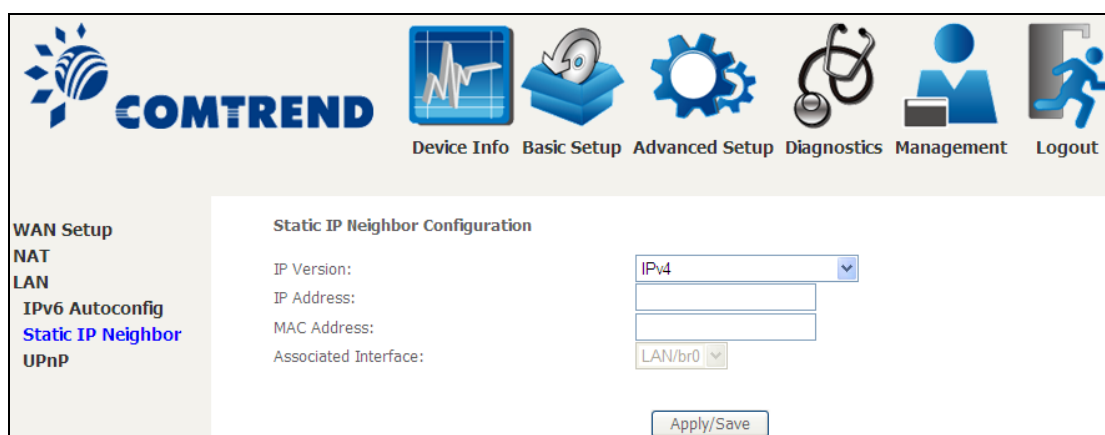 COMTREND
Device Info Basic Setup Advanced Setup Diagnostics Management Logout
WAN Setup
NAT
LAN
IPv6 Autoconfig
Static IP Neighbor
UPnP
Static IP Neighbor Configuration
IP Version: IPv4
IP Address:
MAC Address:
Associated Interface: LAN/br0
Apply/Save